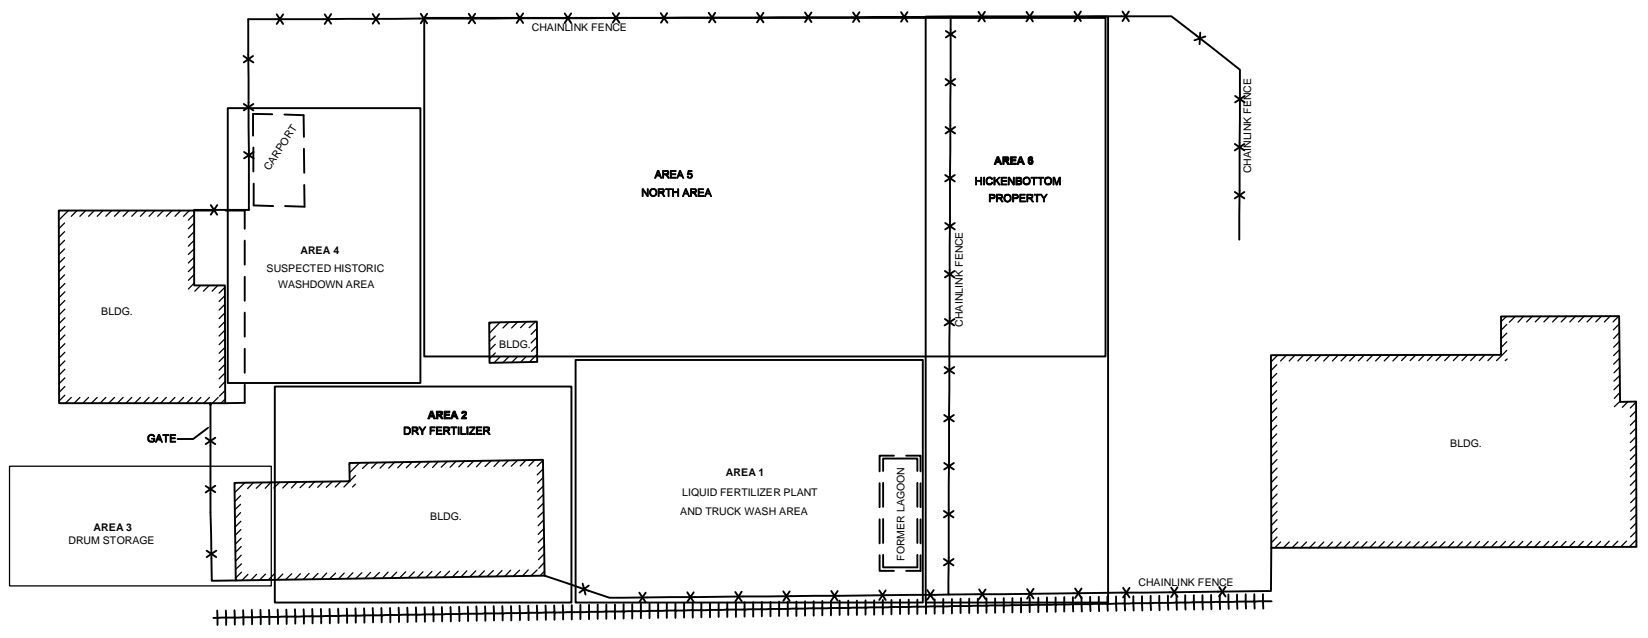 CHAINLINK FENCE
CHAINLINK FENCE
CARPORT
AREA 5
NORTH AREA
AREA 6
HICKENBOTTOM
PROPERTY
AREA 4
SUSPECTED HISTORIC
WASHDOWN AREA
CHAINLINK FENCE
BLDG.
BLDG.
AREA 2
DRY FERTILIZER
GATE
BLDG.
AREA 1
LIQUID FERTILIZER PLANT
AND TRUCK WASH AREA
FORMER LAGOON
BLDG.
AREA 3
DRUM STORAGE
CHAINLINK FENCE